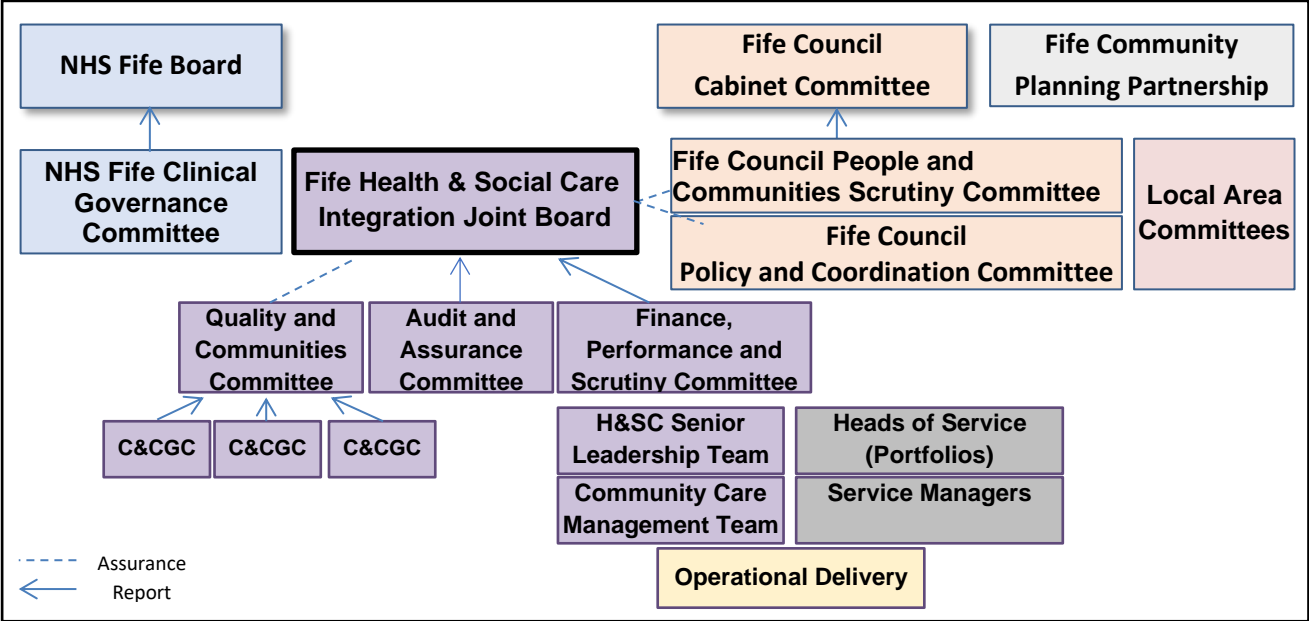 NHS Fife Board
Fife Council
Cabinet Committee
Fife Community
Planning Partnership
NHS Fife Clinical
Governance
Committee
Fife Health & Social Care
Integration Joint Board
Fife Council People and
Communities Scrutiny Committee
Fife Council
Policy and Coordination Committee
Local Area
Committees
Quality and
Communities
Committee
Audit and
Assurance
Committee
Finance,
Performance and
Scrutiny Committee
C&CGC
C&CGC
C&CGC
H&SC Senior
Leadership Team
Heads of Service
(Portfolios)
Community Care
Management Team
Service Managers
Operational Delivery
Assurance
Report